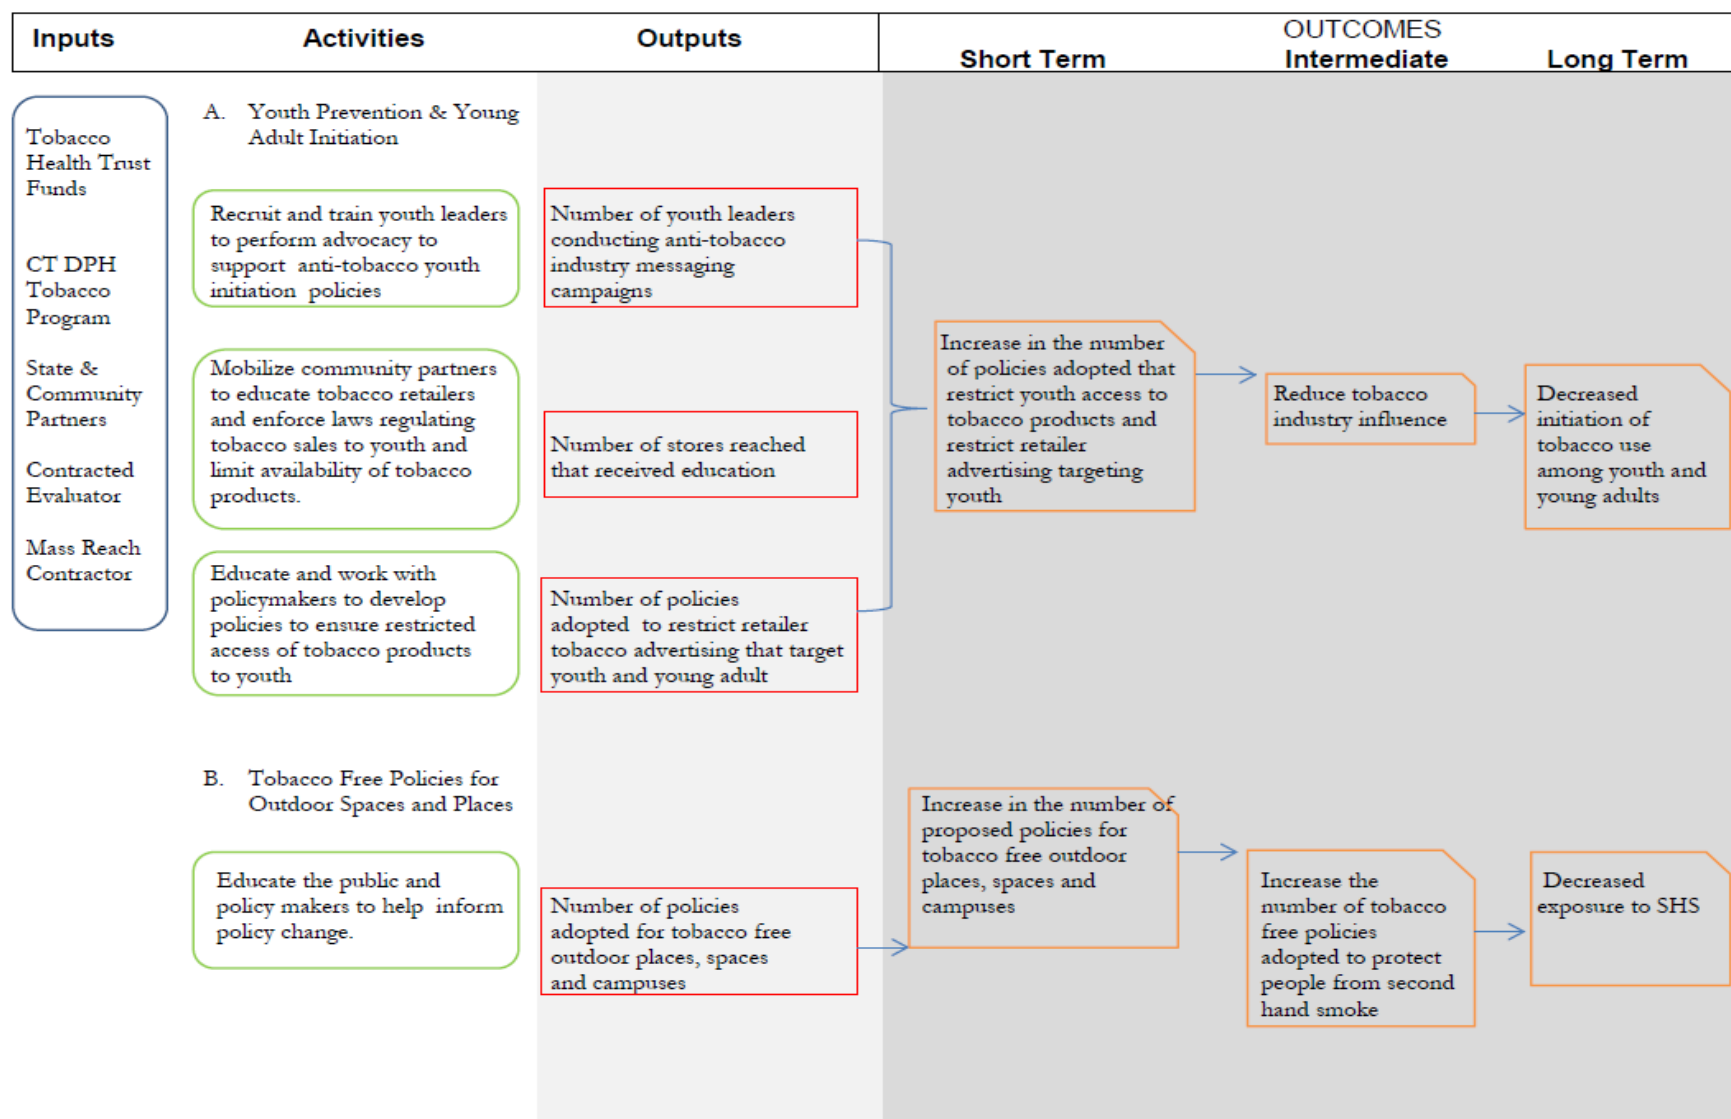 Inputs
Activities
Outputs
OUTCOMES
Short Term
Intermediate
Long Term
Tobacco
Health Trust
Funds
CT DPH
Tobacco
Program
State &
Community
Partners
Contracted
Evaluator
Mass Reach
Contractor
A. Youth Prevention & Young
Adult Initiation
Recruit and train youth leaders
to perform advocacy to
support anti-tobacco youth
initiation policies
Mobilize community partners
to educate tobacco retailers
and enforce laws regulating
tobacco sales to youth and
limit availability of tobacco
products.
Educate and work with
policymakers to develop
policies to ensure restricted
access of tobacco products
to youth
Number of youth leaders
conducting anti-tobacco
industry messaging
campaigns
Number of stores reached
that received education
Number of policies
adopted to restrict retailer
tobacco advertising that target
youth and young adult
Increase in the number
of policies adopted that
restrict youth access to
tobacco products and
restrict retailer
advertising targeting
youth
Reduce tobacco
industry influence
Decreased
initiation of
tobacco use
among youth and
young adults
B. Tobacco Free Policies for
Outdoor Spaces and Places
Educate the public and
policy makers to help inform
policy change.
Number of policies
adopted for tobacco free
outdoor places, spaces
and campuses
Increase in the number of
proposed policies for
tobacco free outdoor
places, spaces and
campuses
Increase the
number of tobacco
free policies
adopted to protect
people from second
hand smoke
Decreased
exposure to SHS